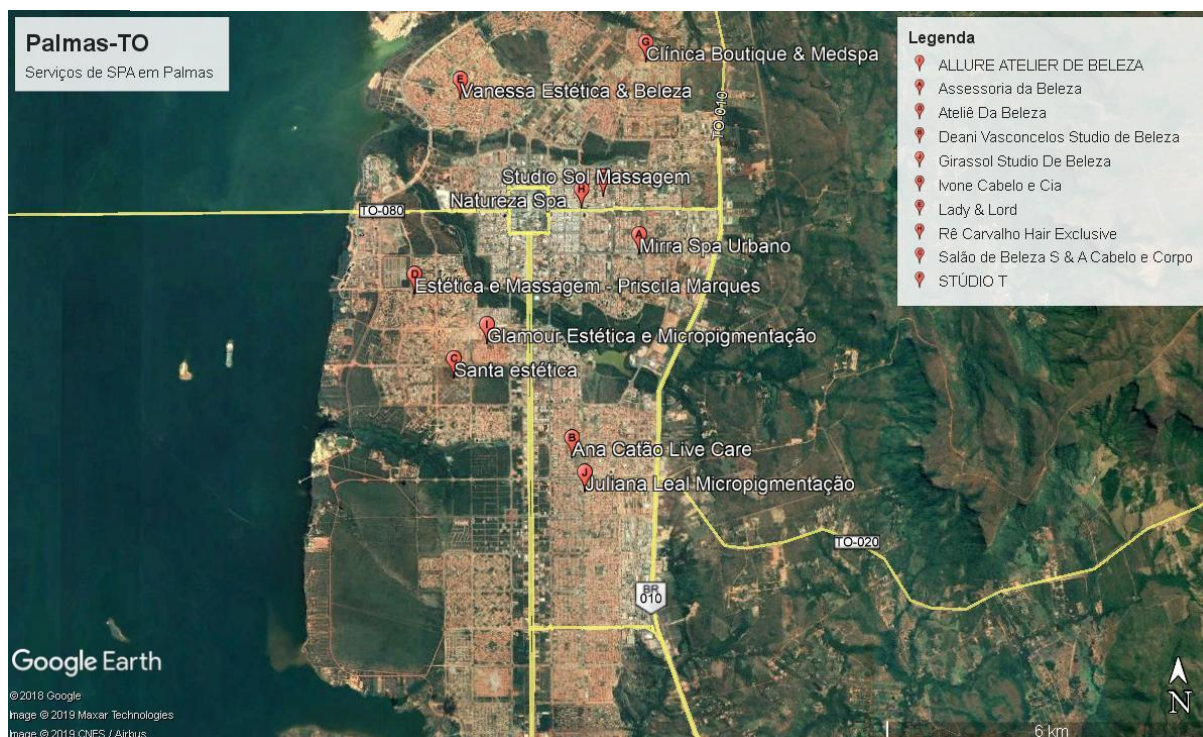 Palmas-TO
Serviços de SPA em Palmas
Legenda
ALLURE ATELIER DE BELEZA
Assessoria da Beleza
Ateliê Da Beleza
Deani Vasconcelos Studio de Beleza
Girassol Studio De Beleza
Ivone Cabelo e Cia
Lady & Lord
Rê Carvalho Hair Exclusive
Salão de Beleza S & A Cabelo e Corpo
STÚDIO T
G
Clínica Boutique & Medspa
E
Vanessa Estética & Beleza
TO-010
Studio Sol Massagem
H
Natureza Spa
TO-080
A
Mirra Spa Urbano
D
Estética e Massagem - Priscila Marques
I
Glamour Estética e Micropigmentação
C
Santa estética
B
Ana Catão Live Care
J
Juliana Leal Micropigmentação
TO-020
BR
010
Google Earth
©2018 Google
Image © 2019 Maxar Technologies
Image © 2019 CNES / Airbus
N
6 km